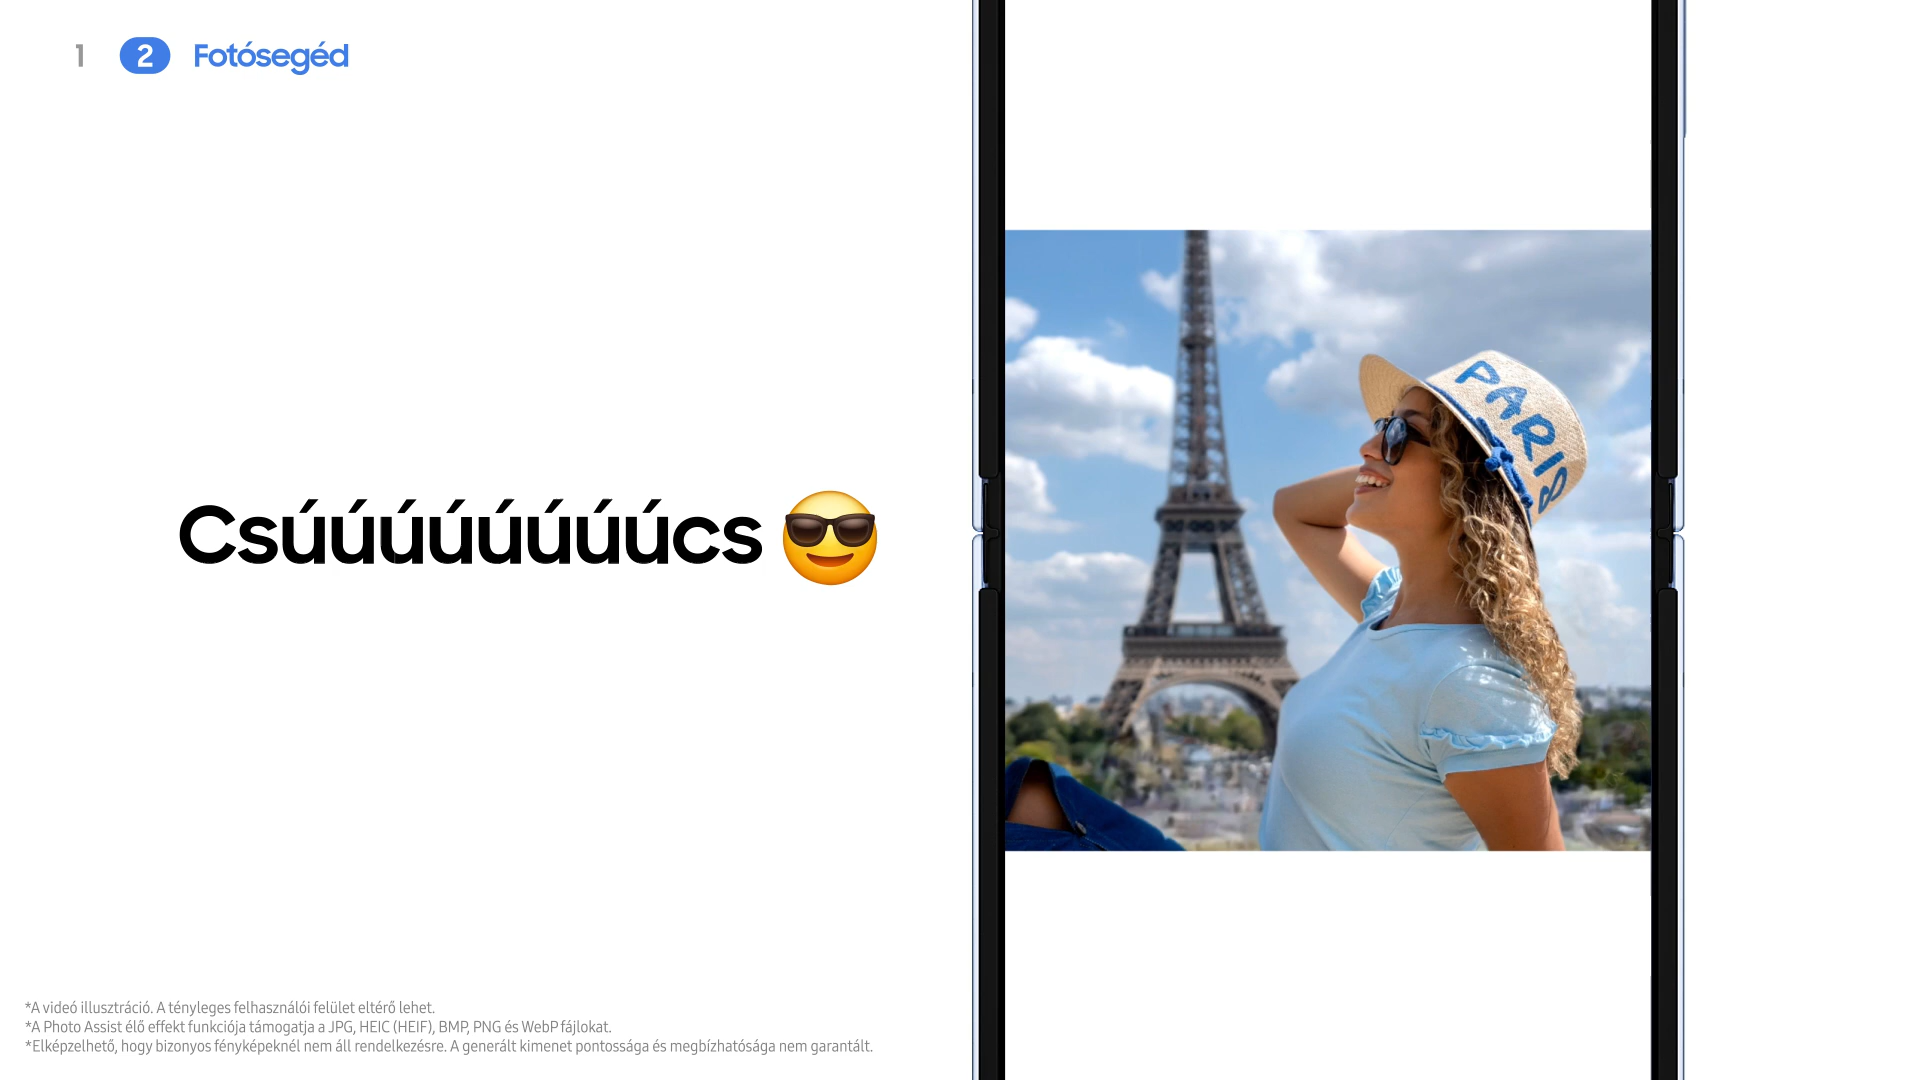 1 2 Fotósegéd
Csúúúúúúúúcs 😎
PARIS
*A videó illusztráció. A tényleges felhasználói felület eltérő lehet.
*A Photo Assist élő effekt funkciója támogatja a JPG, HEIC (HEIF), BMP, PNG és WebP fájlokat.
*Elképzelhető, hogy bizonyos fényképeknél nem áll rendelkezésre. A generált kimenet pontossága és megbízhatósága nem garantált.